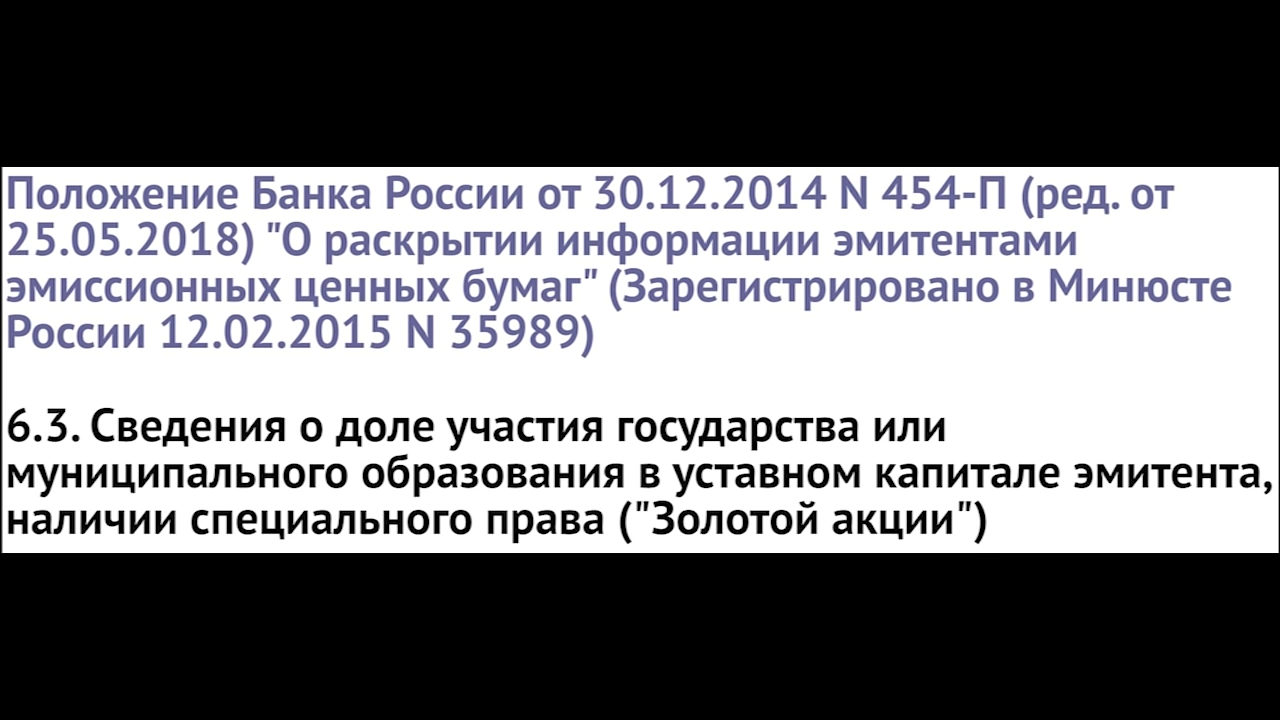 Положение Банка России от 30.12.2014 N 454-П (ред. от
25.05.2018) "О раскрытии информации эмитентами
эмиссионных ценных бумаг" (Зарегистрировано в Минюсте
России 12.02.2015 N 35989)
6.3. Сведения о доле участия государства или
муниципального образования в уставном капитале эмитента,
наличии специального права ("Золотой акции")